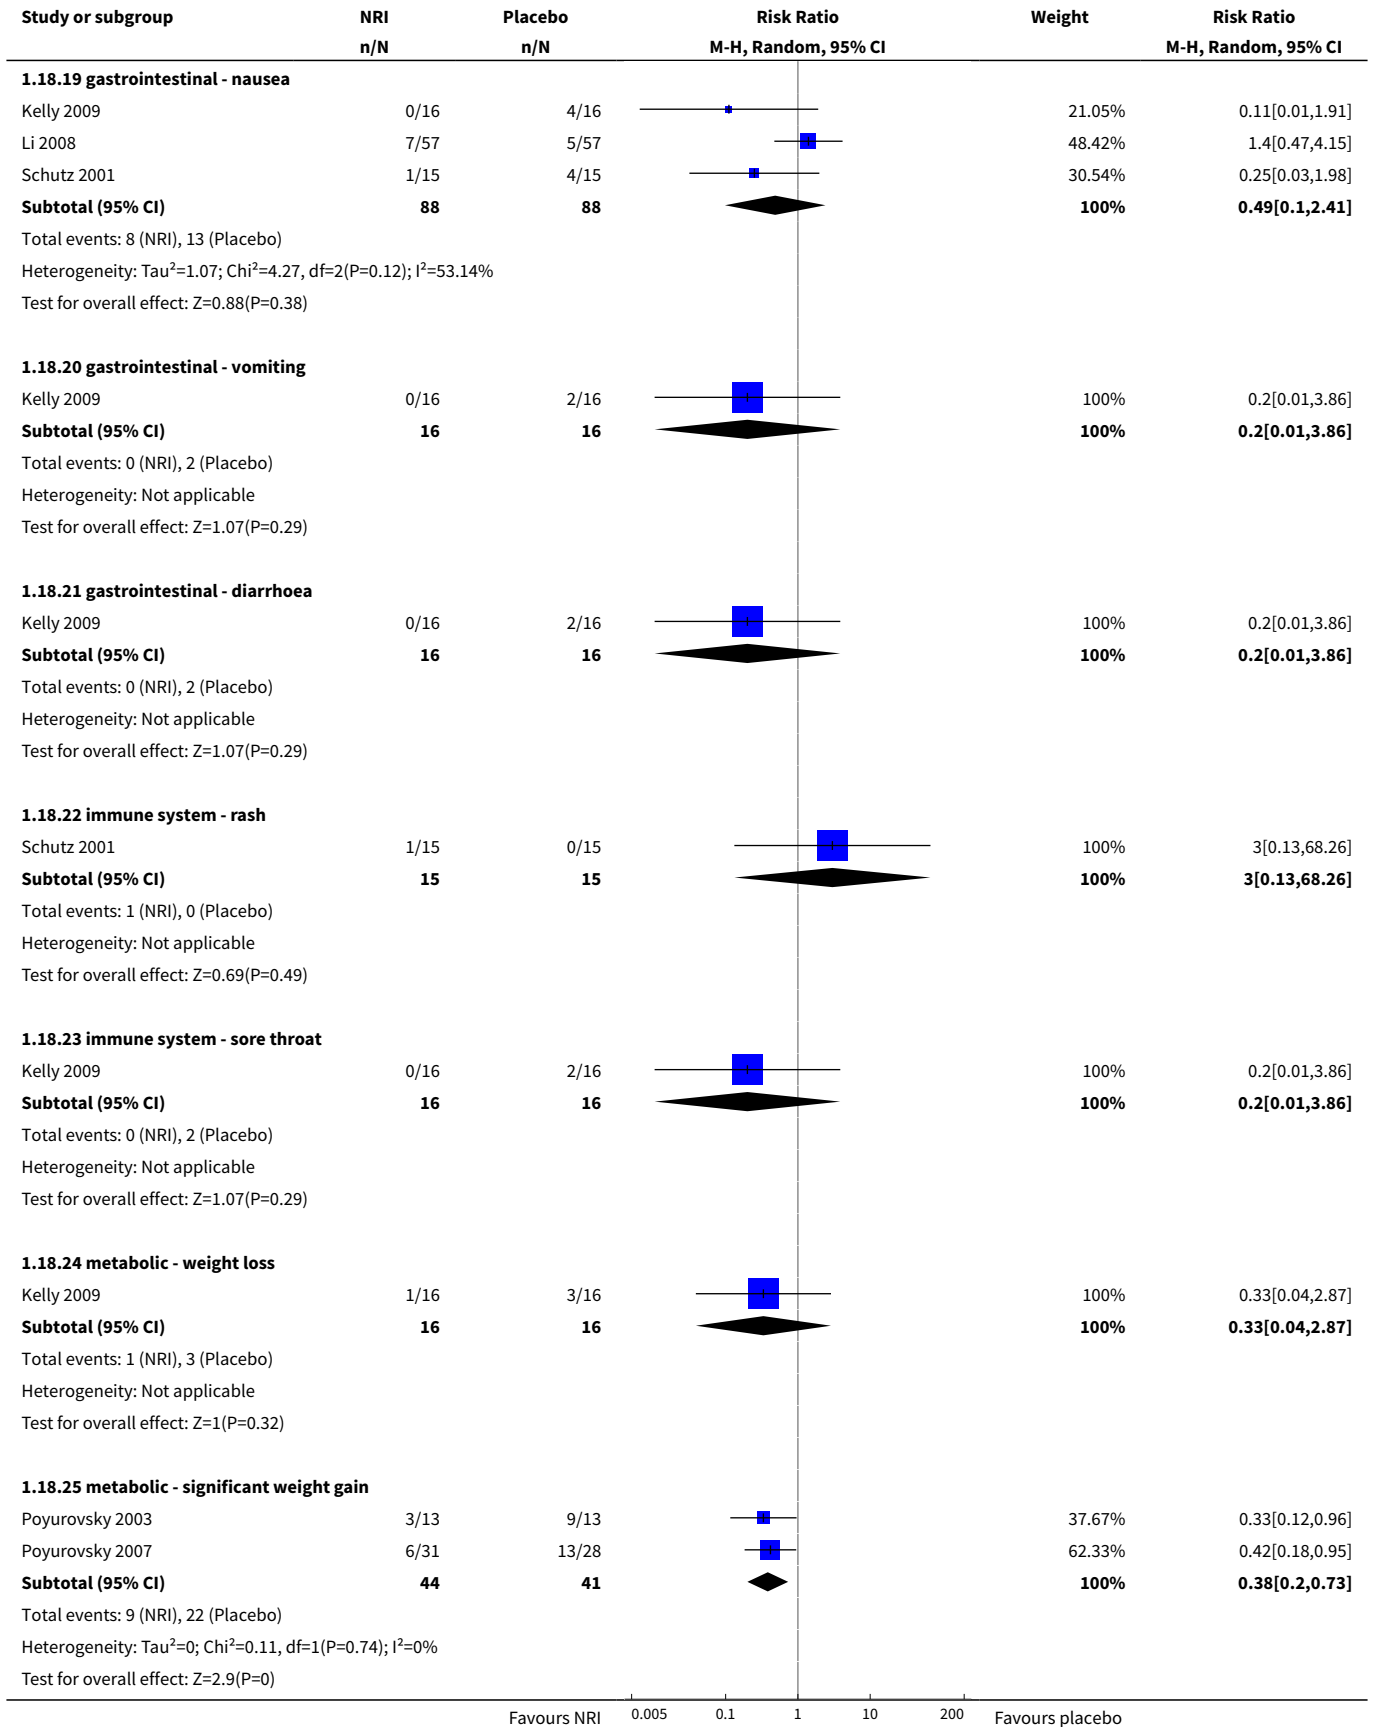 Study or subgroup NRI Placebo Risk Ratio Weight Risk Ratio
n/N n/N M-H, Random, 95% CI M-H, Random, 95% CI
1.18.19 gastrointestinal - nausea
Kelly 2009 0/16 4/16 21.05% 0.11[0.01,1.91]
Li 2008 7/57 5/57 48.42% 1.4[0.47,4.15]
Schutz 2001 1/15 4/15 30.54% 0.25[0.03,1.98]
Subtotal (95% CI) 88 88 100% 0.49[0.1,2.41]
Total events: 8 (NRI), 13 (Placebo)
Heterogeneity: Tau²=1.07; Chi²=4.27, df=2(P=0.12); I²=53.14%
Test for overall effect: Z=0.88(P=0.38)
1.18.20 gastrointestinal - vomiting
Kelly 2009 0/16 2/16 100% 0.2[0.01,3.86]
Subtotal (95% CI) 16 16 100% 0.2[0.01,3.86]
Total events: 0 (NRI), 2 (Placebo)
Heterogeneity: Not applicable
Test for overall effect: Z=1.07(P=0.29)
1.18.21 gastrointestinal - diarrhoea
Kelly 2009 0/16 2/16 100% 0.2[0.01,3.86]
Subtotal (95% CI) 16 16 100% 0.2[0.01,3.86]
Total events: 0 (NRI), 2 (Placebo)
Heterogeneity: Not applicable
Test for overall effect: Z=1.07(P=0.29)
1.18.22 immune system - rash
Schutz 2001 1/15 0/15 100% 3[0.13,68.26]
Subtotal (95% CI) 15 15 100% 3[0.13,68.26]
Total events: 1 (NRI), 0 (Placebo)
Heterogeneity: Not applicable
Test for overall effect: Z=0.69(P=0.49)
1.18.23 immune system - sore throat
Kelly 2009 0/16 2/16 100% 0.2[0.01,3.86]
Subtotal (95% CI) 16 16 100% 0.2[0.01,3.86]
Total events: 0 (NRI), 2 (Placebo)
Heterogeneity: Not applicable
Test for overall effect: Z=1.07(P=0.29)
1.18.24 metabolic - weight loss
Kelly 2009 1/16 3/16 100% 0.33[0.04,2.87]
Subtotal (95% CI) 16 16 100% 0.33[0.04,2.87]
Total events: 1 (NRI), 3 (Placebo)
Heterogeneity: Not applicable
Test for overall effect: Z=1(P=0.32)
1.18.25 metabolic - significant weight gain
Poyurovsky 2003 3/13 9/13 37.67% 0.33[0.12,0.96]
Poyurovsky 2007 6/31 13/28 62.33% 0.42[0.18,0.95]
Subtotal (95% CI) 44 41 100% 0.38[0.2,0.73]
Total events: 9 (NRI), 22 (Placebo)
Heterogeneity: Tau²=0; Chi²=0.11, df=1(P=0.74); I²=0%
Test for overall effect: Z=2.9(P=0)
Favours NRI 0.005 0.1 1 10 200 Favours placebo